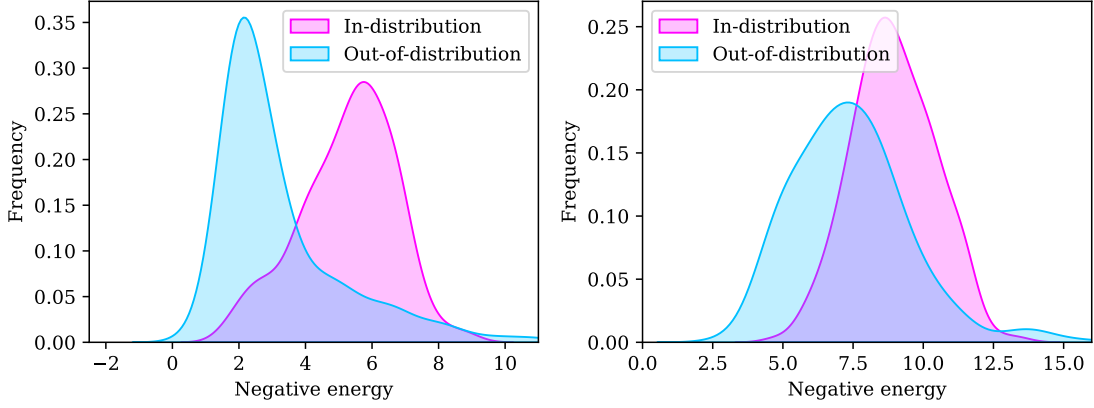 In-distribution
Out-of-distribution
0.35
0.30
0.25
0.20
0.15
0.10
0.05
0.00
Frequency
−2 0 2 4 6 8 10
Negative energy
In-distribution
Out-of-distribution
0.25
0.20
0.15
0.10
0.05
0.00
Frequency
0.0 2.5 5.0 7.5 10.0 12.5 15.0
Negative energy